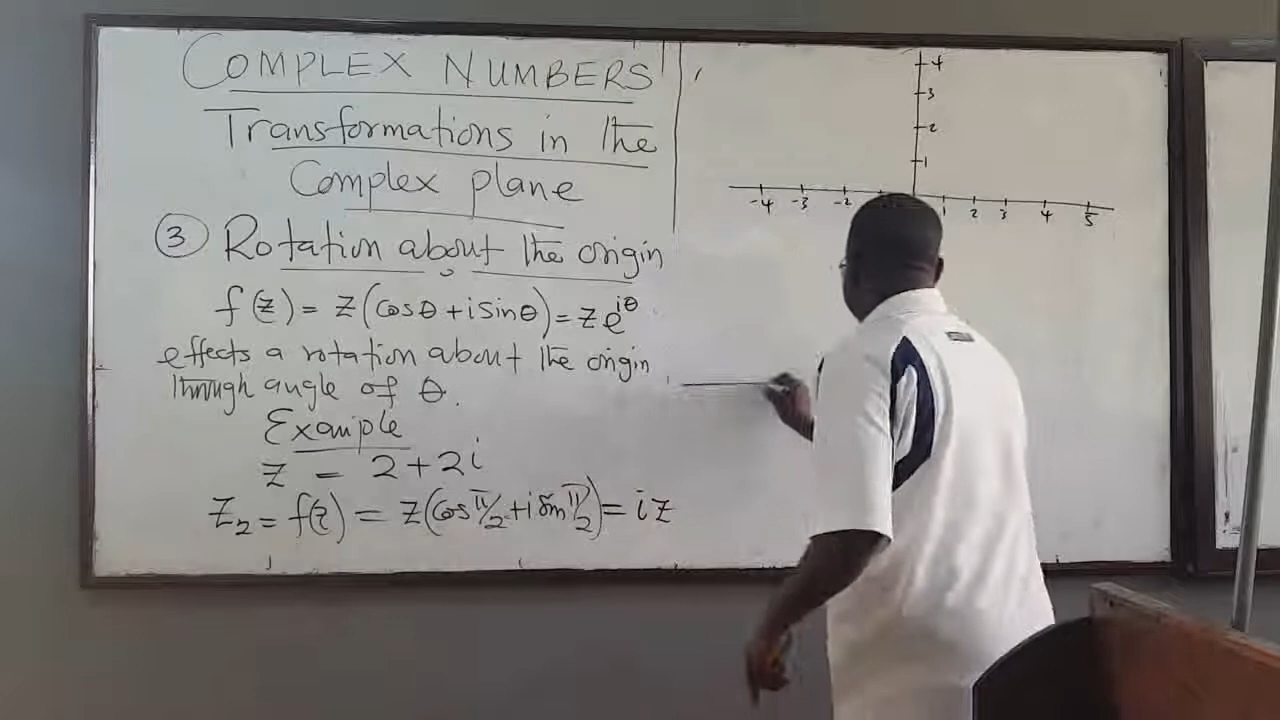 COMPLEX NUMBERS
Transformations in the
Complex plane
③ Rotation about the origin
f(z) = z(Cosθ + iSinθ) = ze^{iθ}
effects a rotation about the origin
through angle of θ.
Example
z = 2+2i
Z₂ = f(z) = z(Cos π/2 + i Sin π/2) = iz
4
3
2
1
-4 -3 -2 1 2 3 4 5